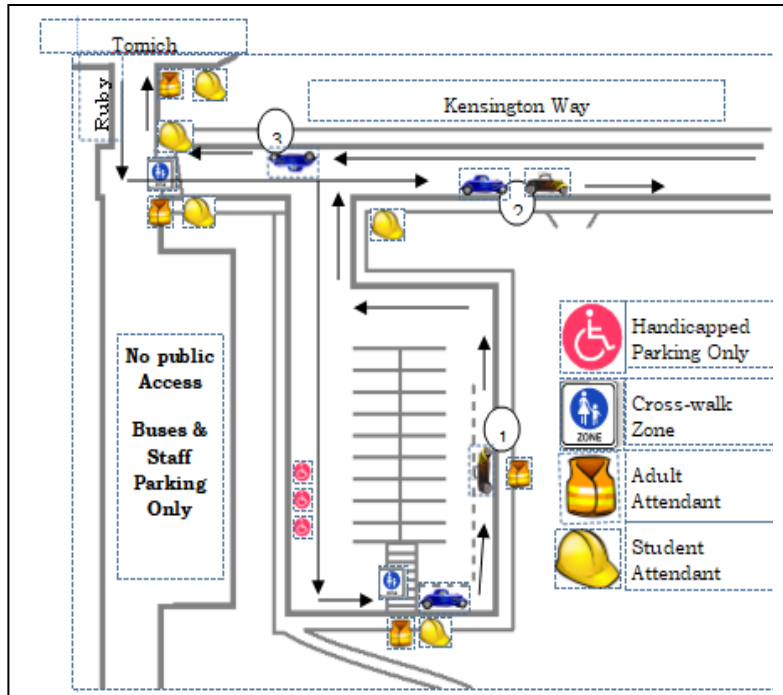 Tomich
Ruby
Kensington Way
3
2
No public
Access
Buses &
Staff
Parking
Only
1
Handicapped
Parking Only
ZONE
Cross-walk
Zone
Adult
Attendant
Student
Attendant